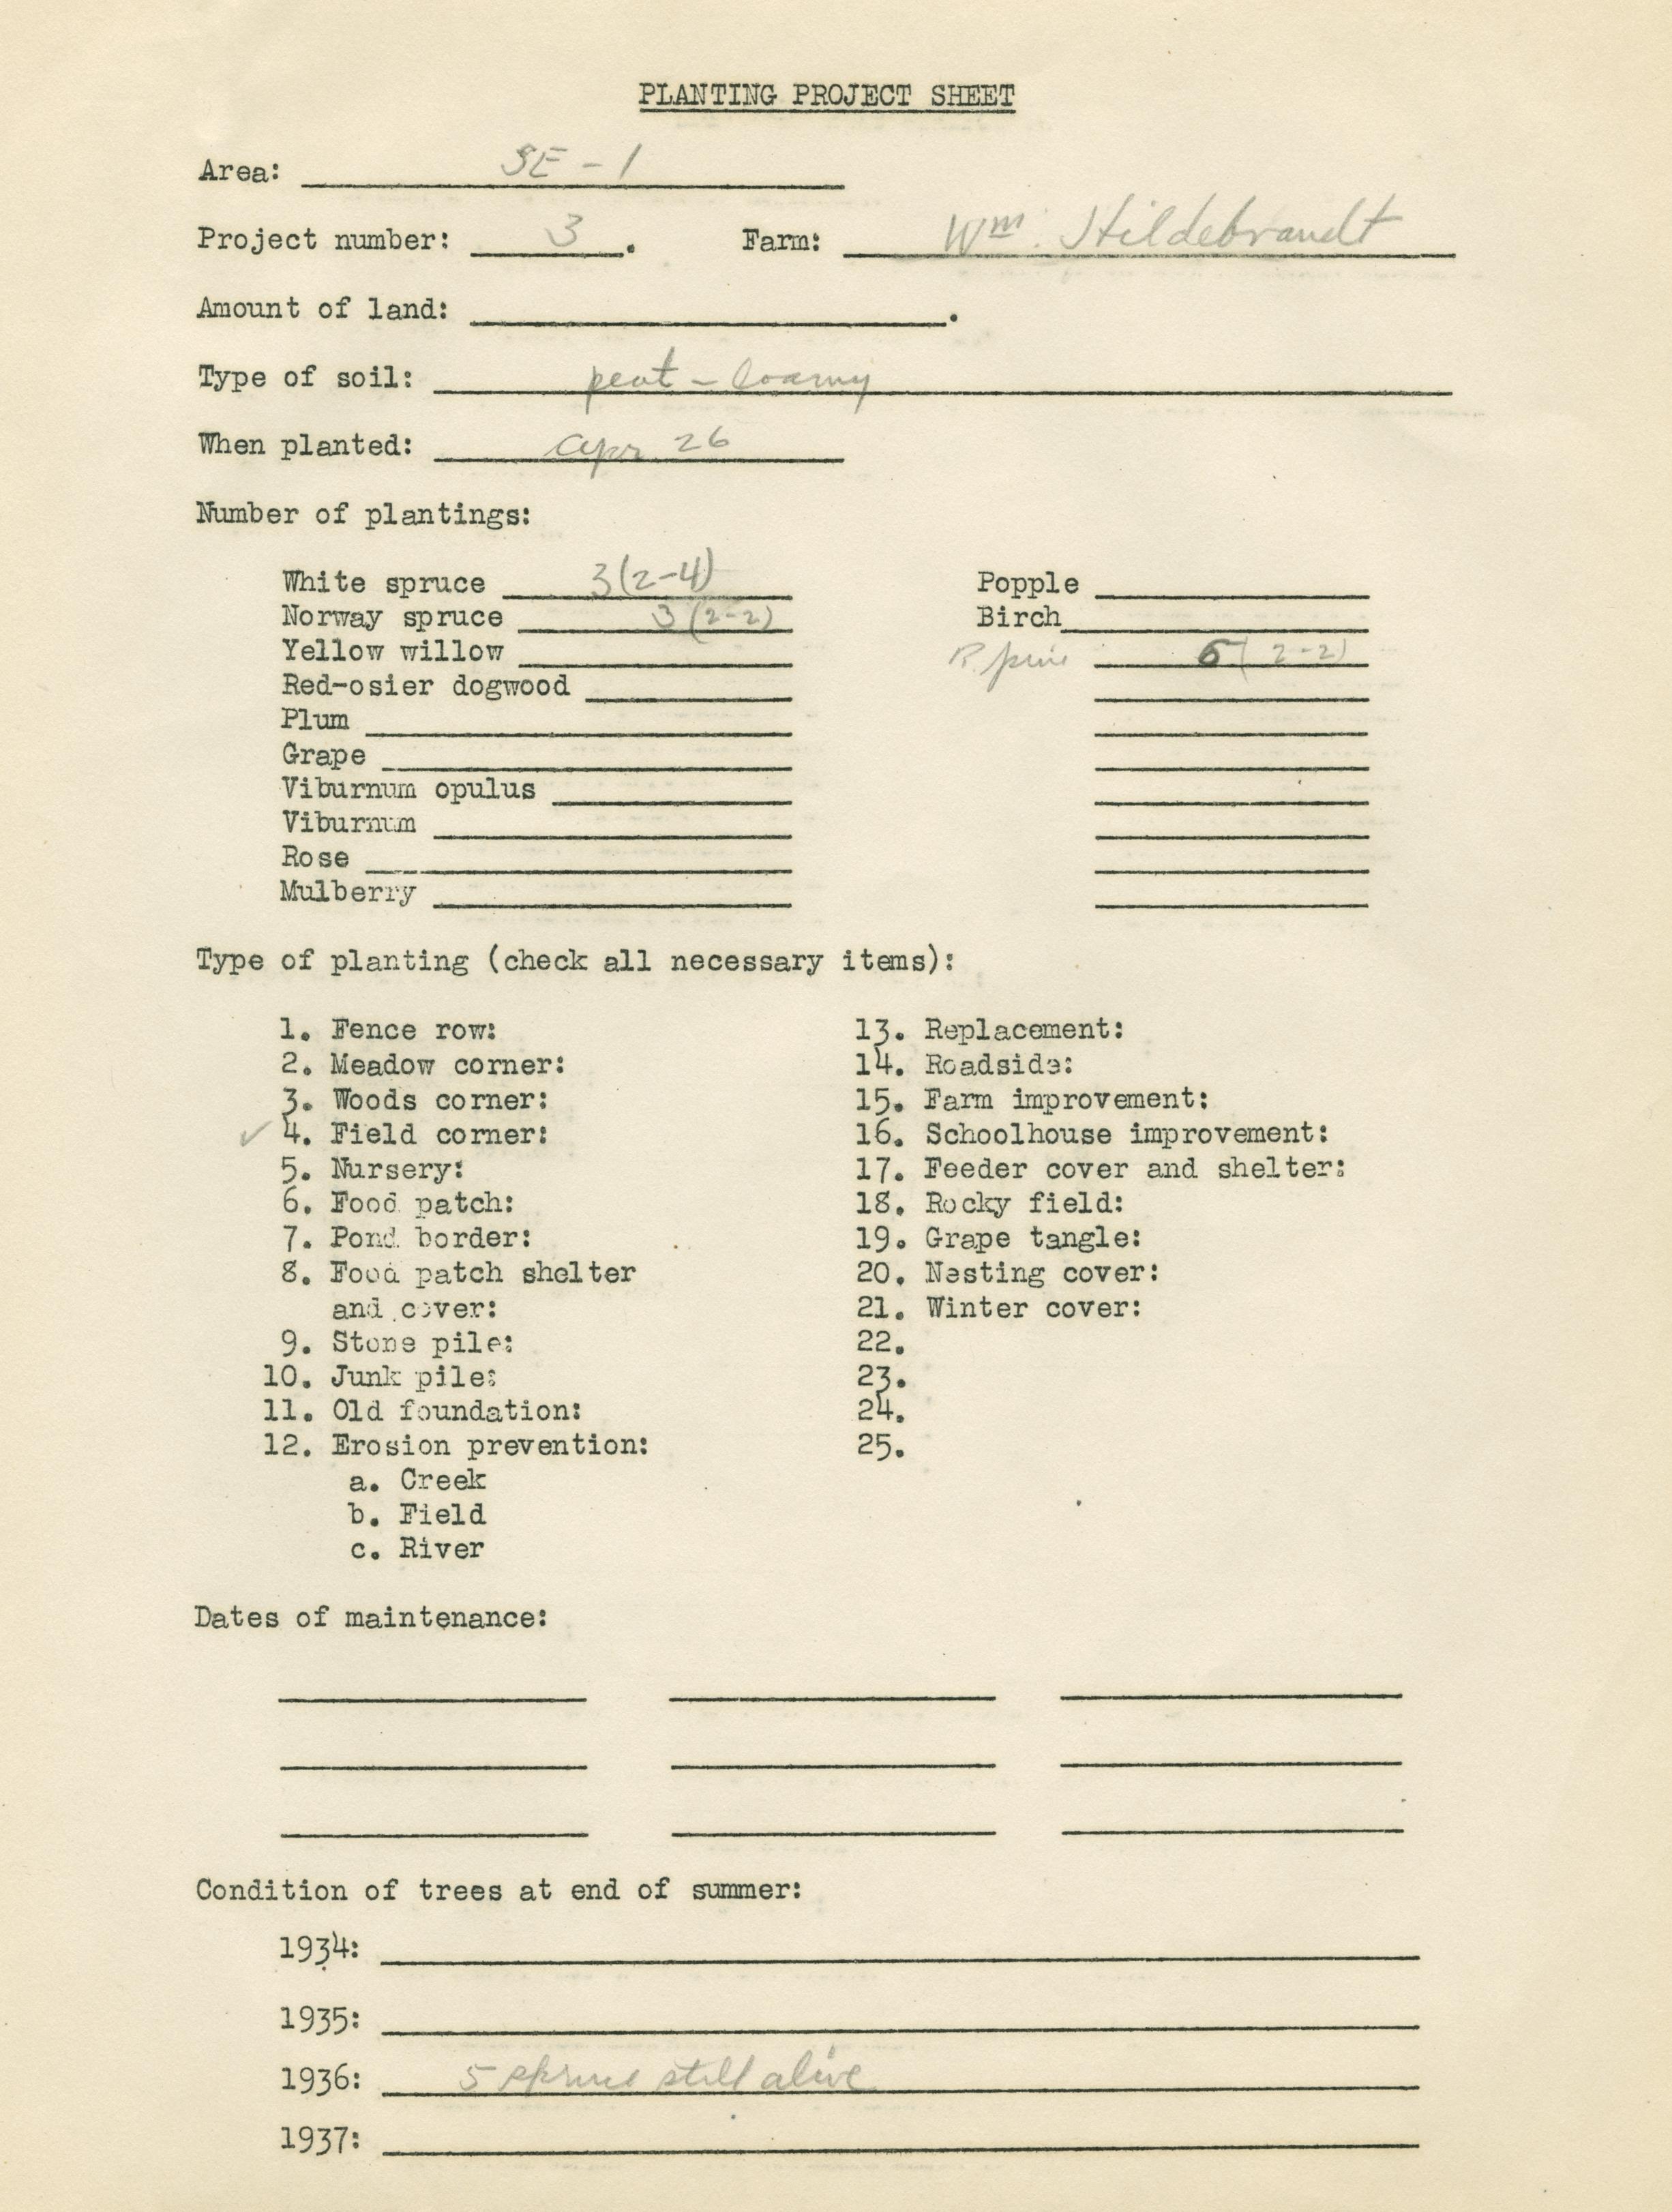 PLANTING PROJECT SHEET
Area: SE - 1
Project number: 3. Farm: Wm. Hildebrandt
Amount of land: .
Type of soil: peat - loamy
When planted: Apr 26
Number of plantings:
White spruce 3 (2-4) Popple
Norway spruce 3 (2-2) Birch
Yellow willow R. pine 6 (2-2)
Red-osier dogwood
Plum
Grape
Viburnum opulus
Viburnum
Rose
Mulberry
Type of planting (check all necessary items):
1. Fence row: 13. Replacement:
2. Meadow corner: 14. Roadside:
3. Woods corner: 15. Farm improvement:
✓ 4. Field corner: 16. Schoolhouse improvement:
5. Nursery: 17. Feeder cover and shelter:
6. Food patch: 18. Rocky field:
7. Pond border: 19. Grape tangle:
8. Food patch shelter 20. Nesting cover:
and cover: 21. Winter cover:
9. Stone pile: 22.
10. Junk pile: 23.
11. Old foundation: 24.
12. Erosion prevention: 25.
a. Creek
b. Field
c. River
Dates of maintenance:
Condition of trees at end of summer:
1934:
1935:
1936: 5 spruce still alive
1937: